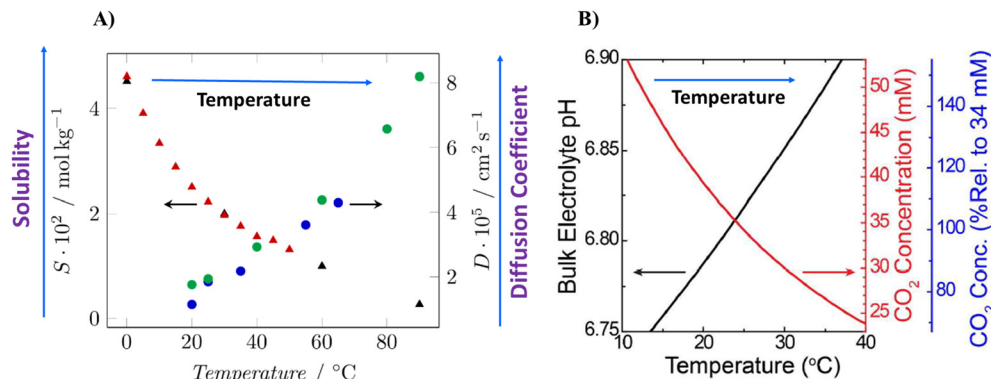 A)
Solubility
S · 10² / mol kg⁻¹
4
2
0
Temperature
8
6
4
2
D · 10⁵ / cm² s⁻¹
Diffusion Coefficient
0 20 40 60 80
Temperature / °C
B)
Bulk Electrolyte pH
6.90
6.85
6.80
6.75
Temperature
50
45
40
35
30
25
CO₂ Concentration (mM)
140
120
100
80
CO₂ Conc. (%Rel. to 34 mM)
10 20 30 40
Temperature (°C)